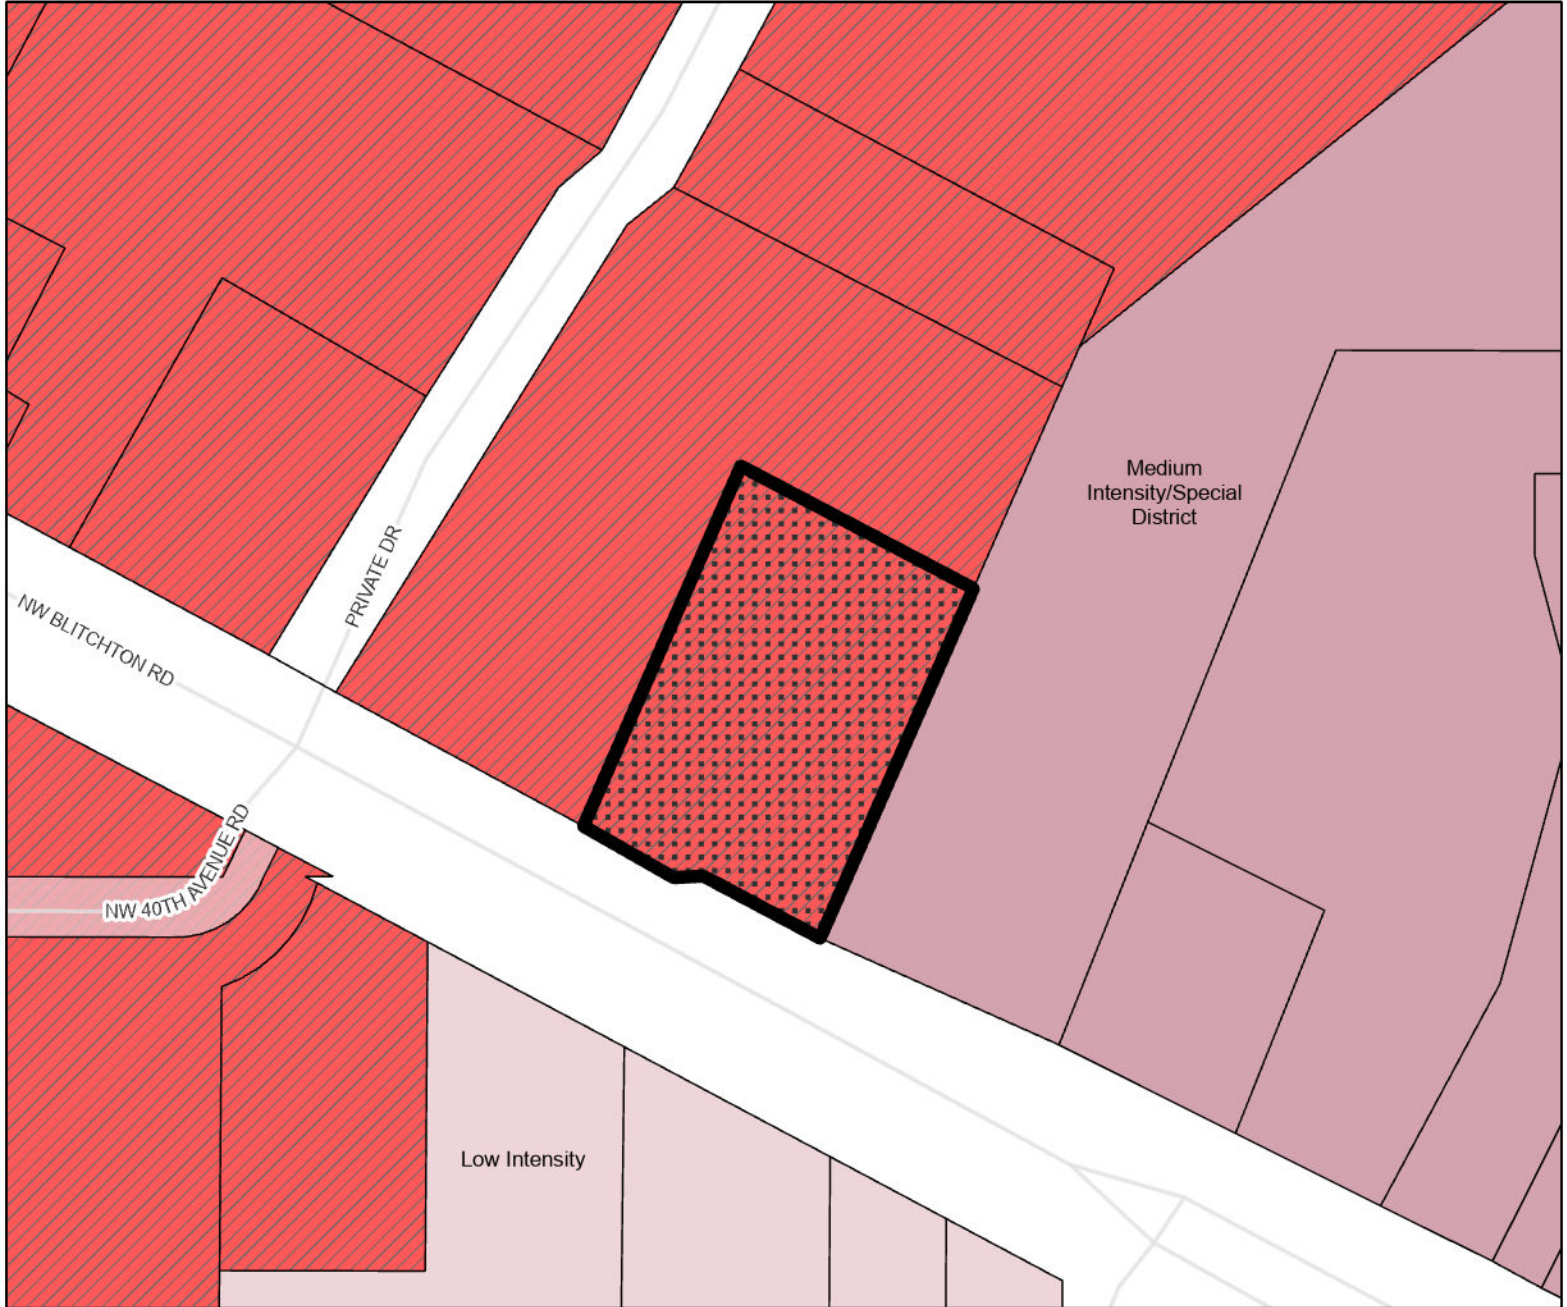 Medium
Intensity/Special
District
PRIVATE DR
NW BLITCHTON RD
NW 40TH AVENUE RD
Low Intensity